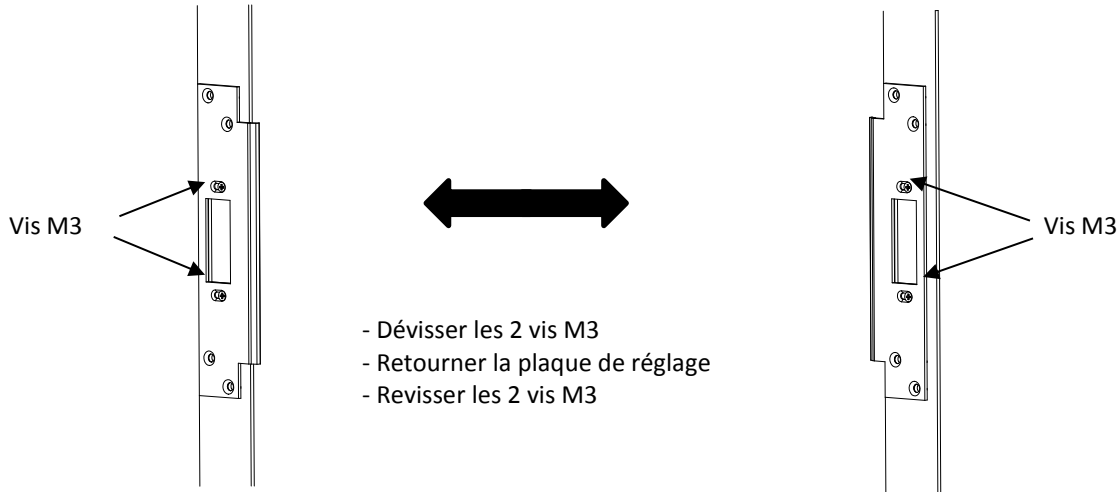 Vis M3
Vis M3
- Dévisser les 2 vis M3
- Retourner la plaque de réglage
- Revisser les 2 vis M3